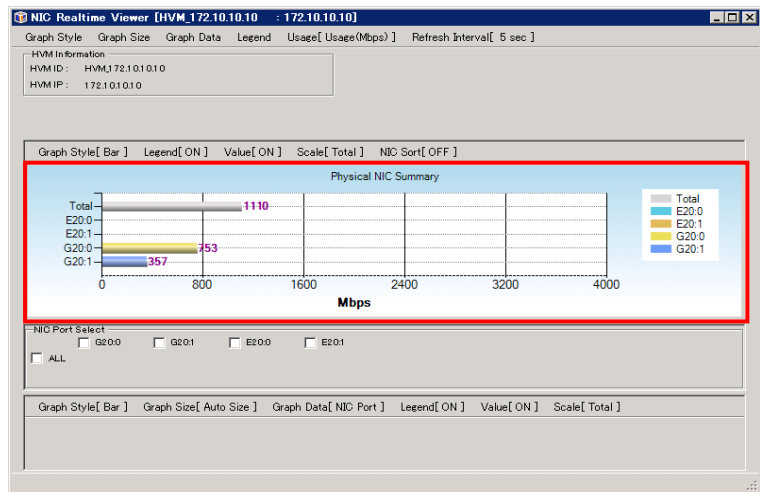 NIC Realtime Viewer [HVM_172.10.10.10 : 172.10.10.10]
Graph Style Graph Size Graph Data Legend Usage[ Usage(Mbps) ] Refresh Interval[ 5 sec ]
HVM Information
HVM ID : HVM_172.10.10.10
HVM IP : 172.10.10.10
Graph Style[ Bar ] Legend[ ON ] Value[ ON ] Scale[ Total ] NIC Sort[ OFF ]
Physical NIC Summary
Total 1110
E20:0
E20:1
G20:0 753
G20:1 357
0 800 1600 2400 3200 4000
Mbps
Total
E20:0
E20:1
G20:0
G20:1
NIC Port Select
G20:0 G20:1 E20:0 E20:1
ALL
Graph Style[ Bar ] Graph Size[ Auto Size ] Graph Data[ NIC Port ] Legend[ ON ] Value[ ON ] Scale[ Total ]